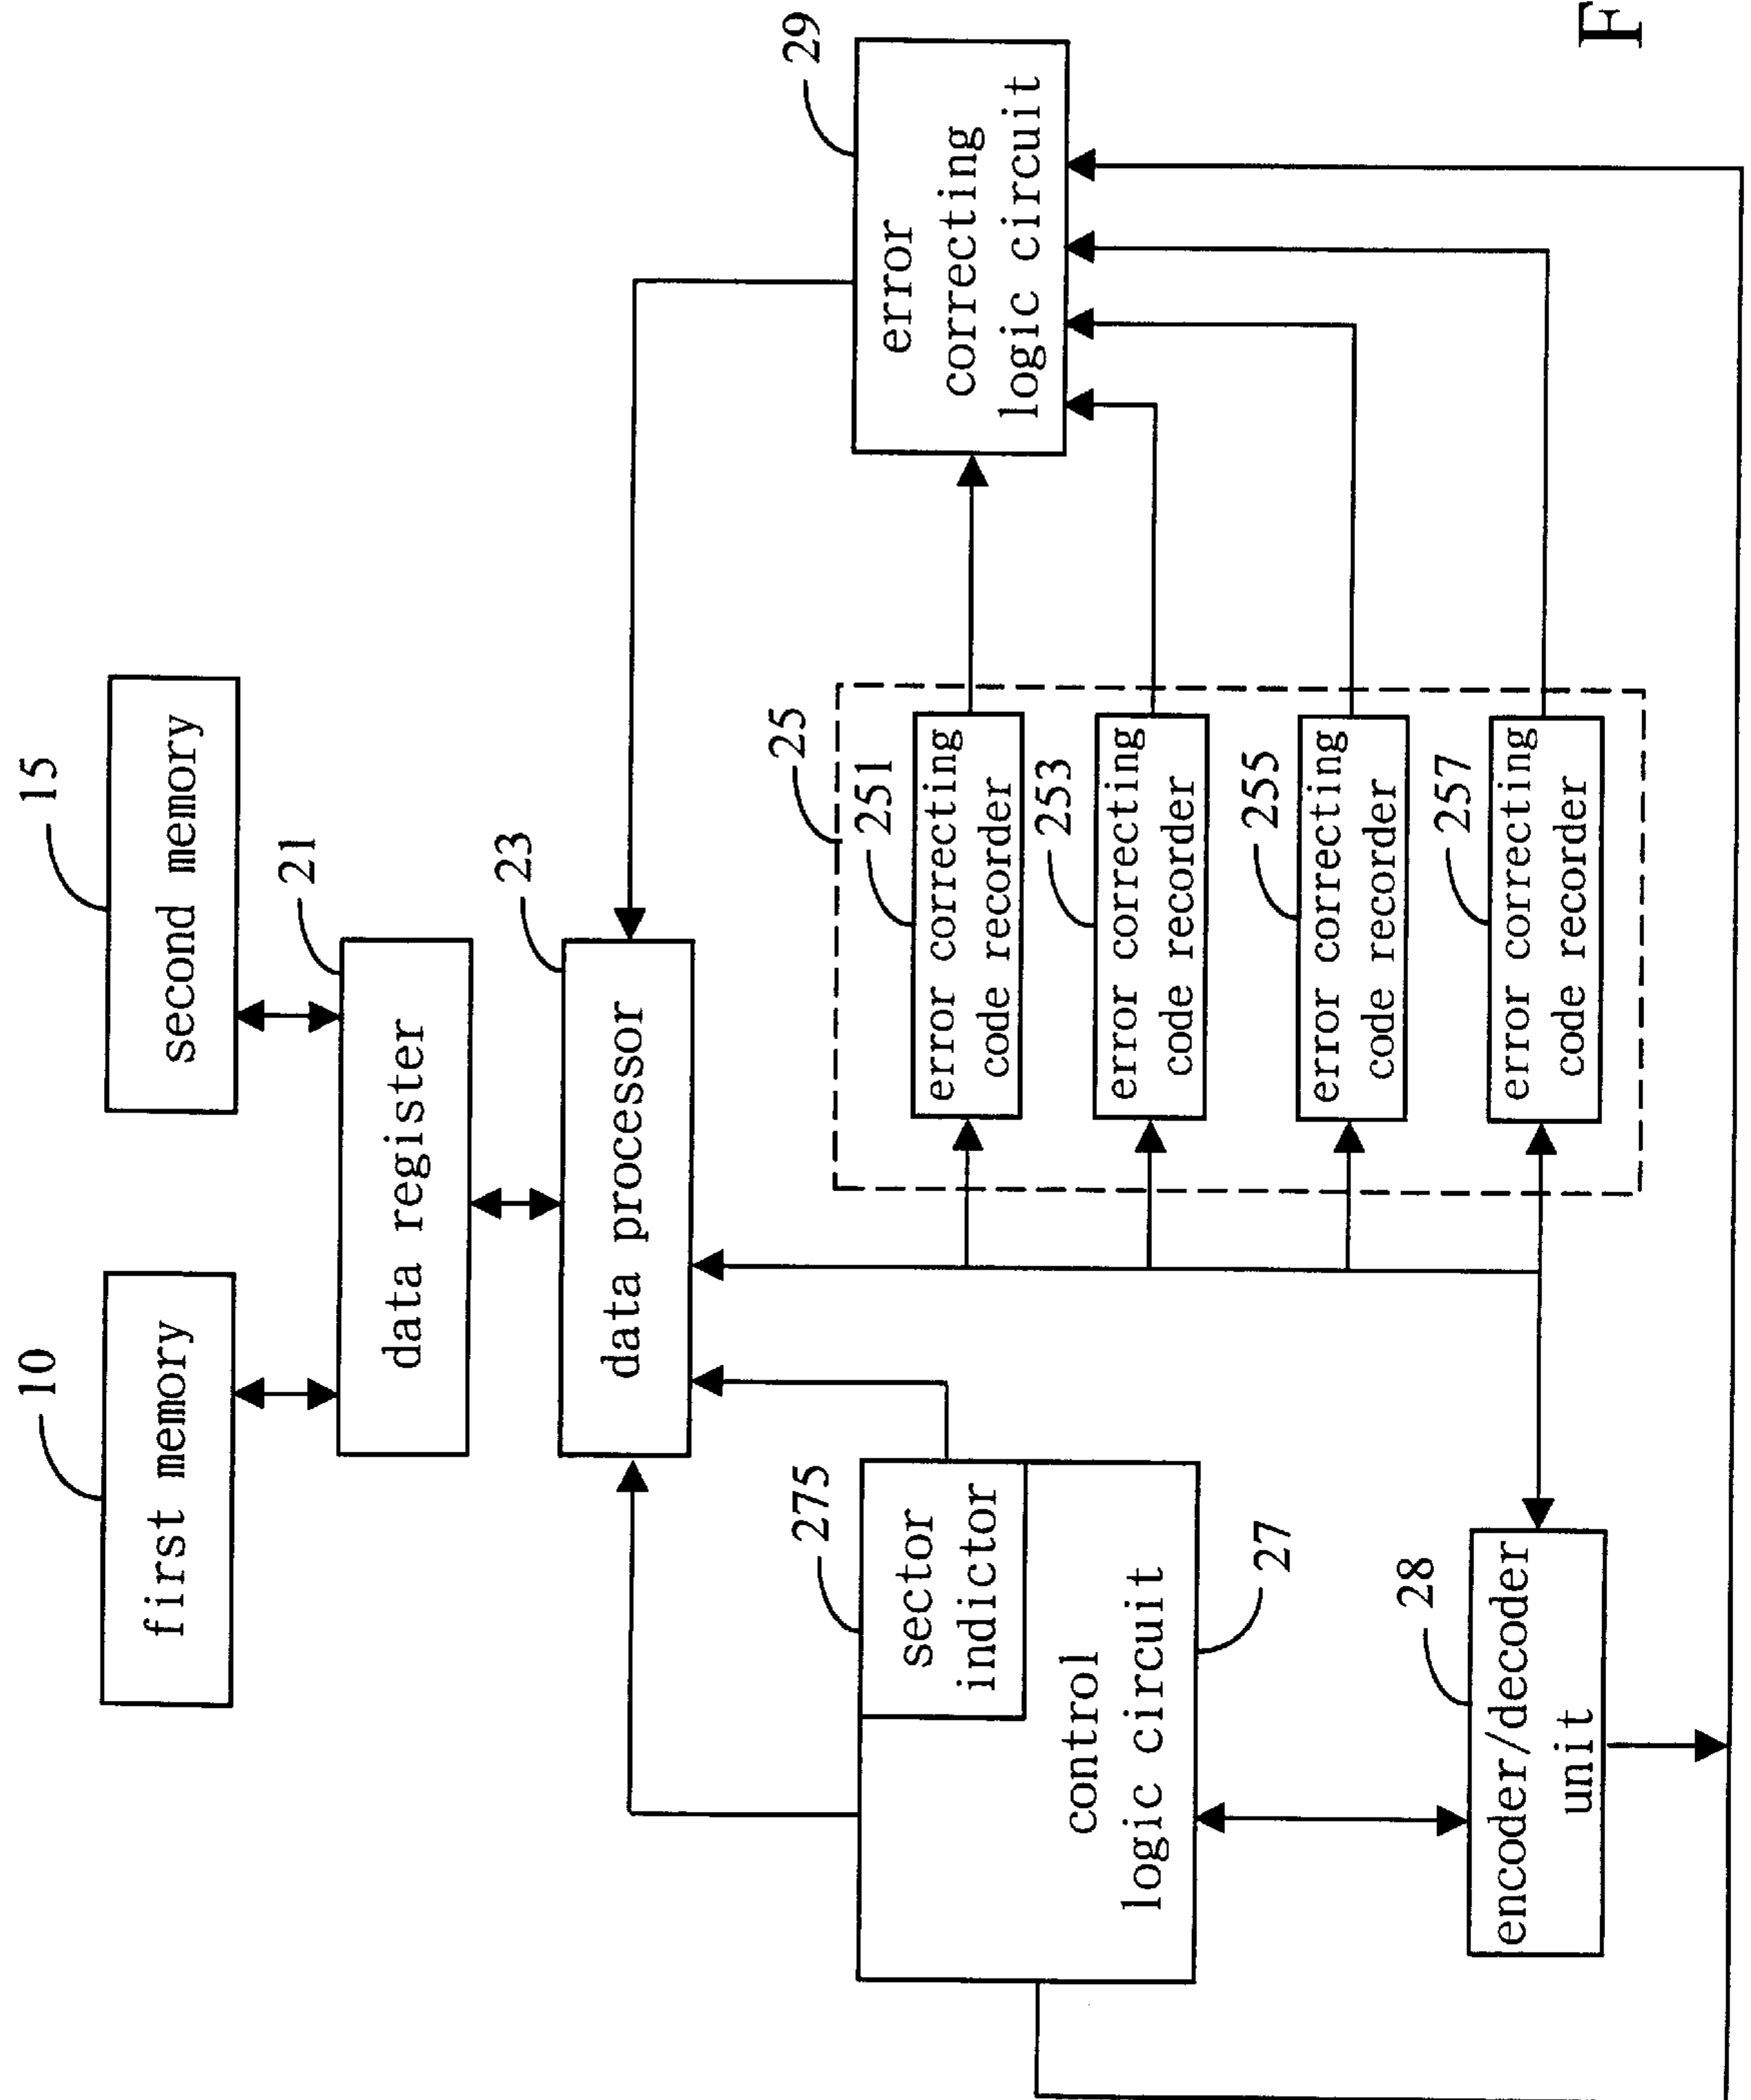 10
first memory
15
second memory
21
data register
23
data processor
275
sector
indictor
control
logic circuit
27
28
encoder/decoder
unit
25
251
error correcting
code recorder
253
error correcting
code recorder
255
error correcting
code recorder
257
error correcting
code recorder
29
error
correcting
logic circuit
F